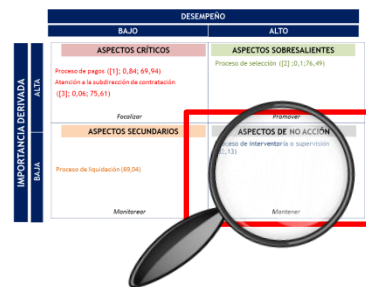 DESEMPEÑO
BAJO
ALTO
IMPORTANCIA DERIVADA
ALTA
BAJA
ASPECTOS CRÍTICOS
Proceso de pagos ([1]; 0,84; 69,94)
Atención a la subdirección de contratación
([3]; 0,06; 75,61)
Focalizar
ASPECTOS SOBRESALIENTES
Proceso de selección ([2] ;0,1;76,49)
Promover
ASPECTOS SECUNDARIOS
Proceso de liquidación (69,04)
Monitorear
ASPECTOS DE NO ACCIÓN
de interventoría o supervisión
,13)
Mantener